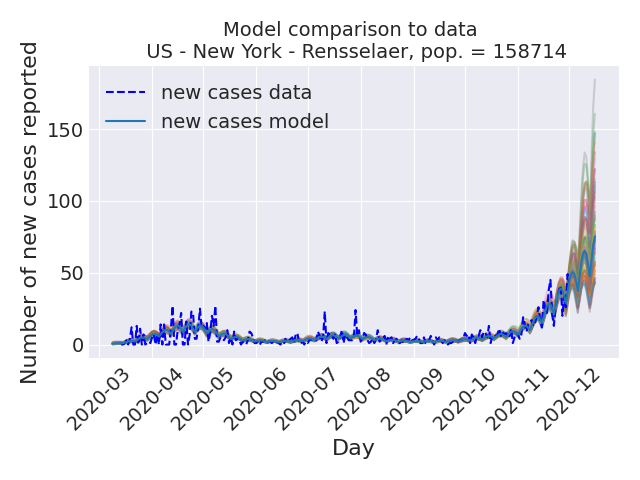 Model comparison to data
US - New York - Rensselaer, pop. = 158714
Number of new cases reported
new cases data
new cases model
150
100
50
0
2020-03
2020-04
2020-05
2020-06
2020-07
2020-08
2020-09
2020-10
2020-11
2020-12
Day